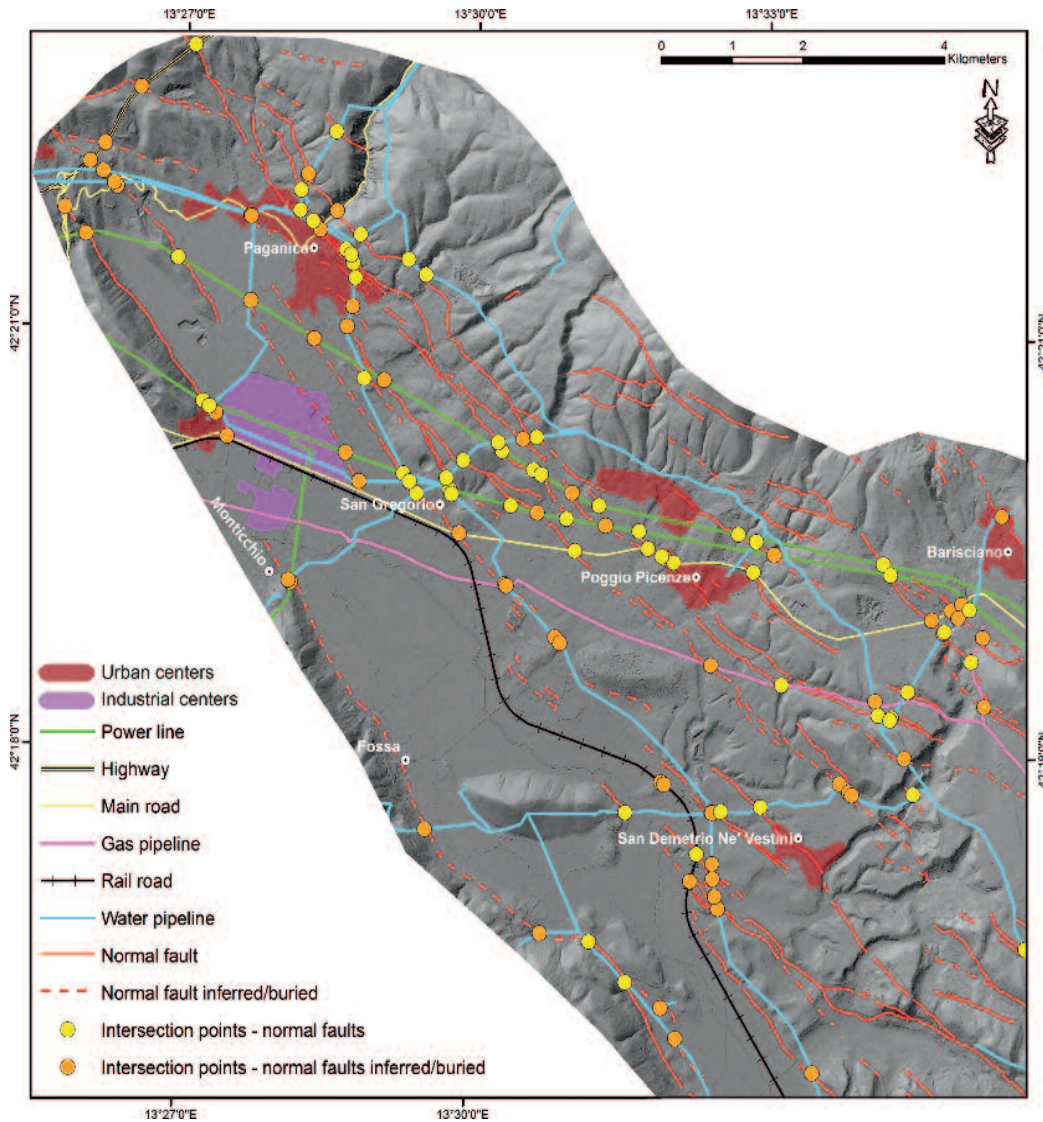 13°27'0"E
13°30'0"E
13°33'0"E
0
1
2
4
Kilometers
N
Paganica
42°21'0"N
42°21'0"N
San Gregorio
Monticchio
Barisciano
Poggio Picenze
Urban centers
Industrial centers
Power line
Highway
Main road
Gas pipeline
Rail road
Water pipeline
Normal fault
Normal fault inferred/buried
Intersection points - normal faults
Intersection points - normal faults inferred/buried
Fossa
42°18'0"N
42°18'0"N
San Demetrio Ne' Vestini
13°27'0"E
13°30'0"E